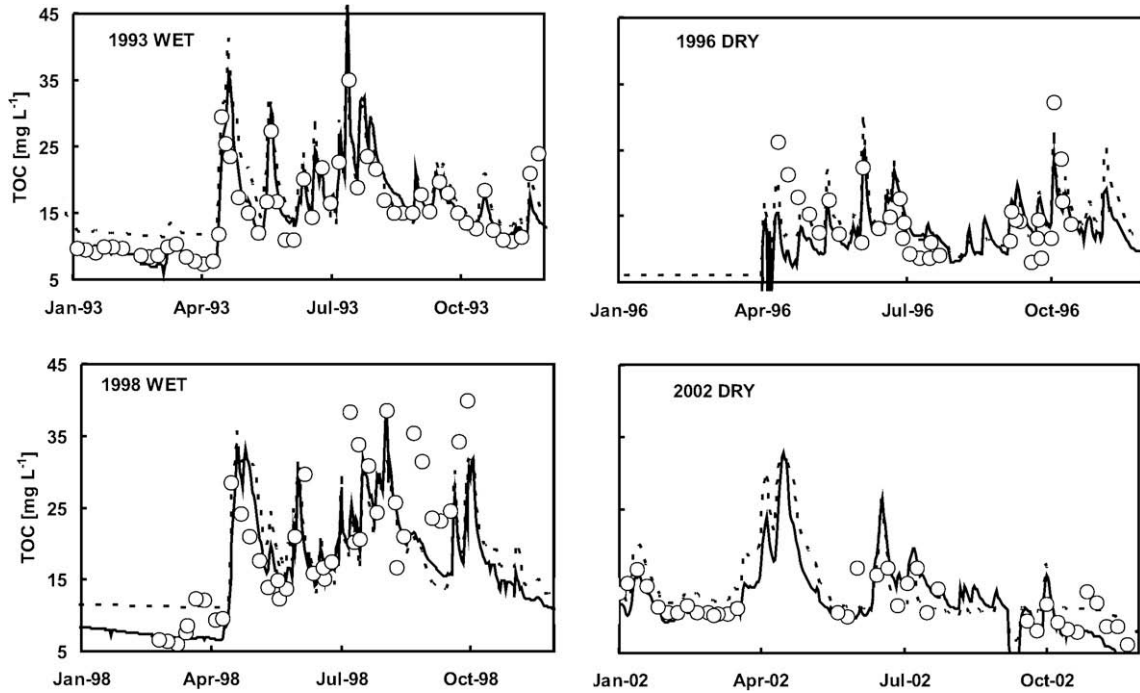 45
1993 WET
35
25
15
5
TOC [mg L⁻¹]
Jan-93 Apr-93 Jul-93 Oct-93
1996 DRY
Jan-96 Apr-96 Jul-96 Oct-96
45
1998 WET
35
25
15
5
TOC [mg L⁻¹]
Jan-98 Apr-98 Jul-98 Oct-98
2002 DRY
Jan-02 Apr-02 Jul-02 Oct-02